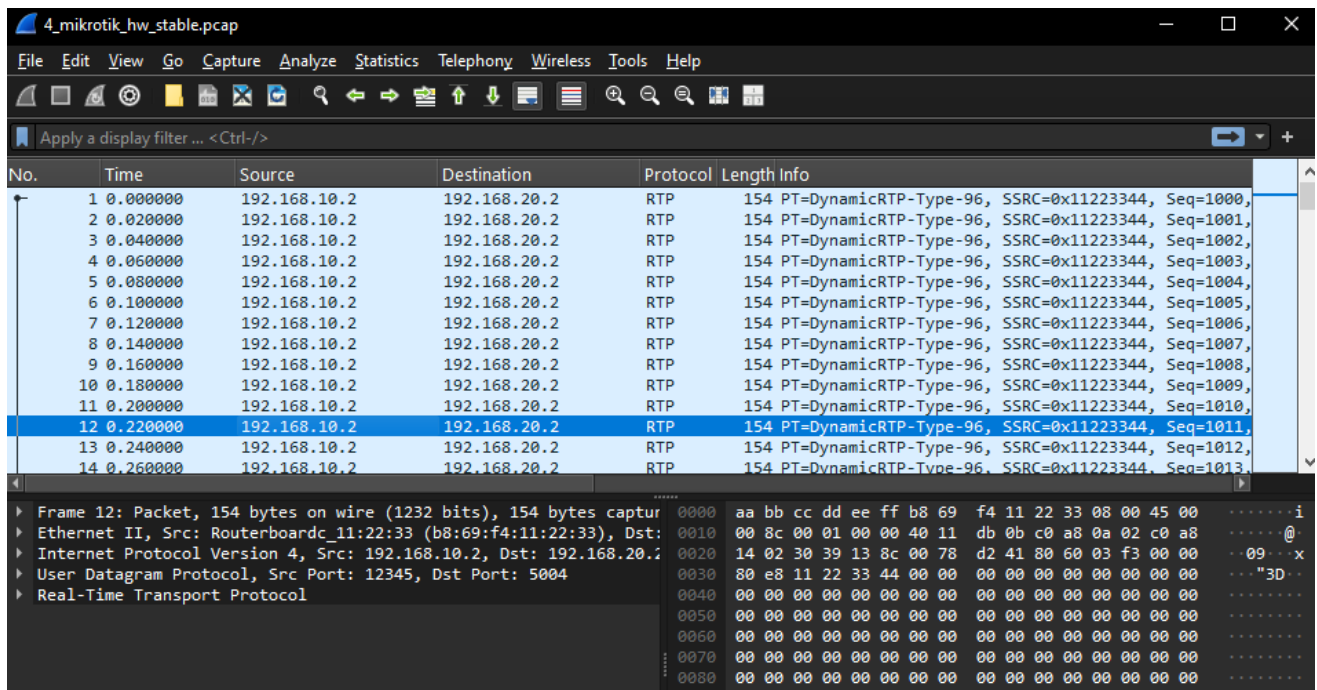 4_mikrotik_hw_stable.pcap
File Edit View Go Capture Analyze Statistics Telephony Wireless Tools Help
Apply a display filter ... <Ctrl-/>
No. Time Source Destination Protocol Length Info
1 0.000000 192.168.10.2 192.168.20.2 RTP 154 PT=DynamicRTP-Type-96, SSRC=0x11223344, Seq=1000,
2 0.020000 192.168.10.2 192.168.20.2 RTP 154 PT=DynamicRTP-Type-96, SSRC=0x11223344, Seq=1001,
3 0.040000 192.168.10.2 192.168.20.2 RTP 154 PT=DynamicRTP-Type-96, SSRC=0x11223344, Seq=1002,
4 0.060000 192.168.10.2 192.168.20.2 RTP 154 PT=DynamicRTP-Type-96, SSRC=0x11223344, Seq=1003,
5 0.080000 192.168.10.2 192.168.20.2 RTP 154 PT=DynamicRTP-Type-96, SSRC=0x11223344, Seq=1004,
6 0.100000 192.168.10.2 192.168.20.2 RTP 154 PT=DynamicRTP-Type-96, SSRC=0x11223344, Seq=1005,
7 0.120000 192.168.10.2 192.168.20.2 RTP 154 PT=DynamicRTP-Type-96, SSRC=0x11223344, Seq=1006,
8 0.140000 192.168.10.2 192.168.20.2 RTP 154 PT=DynamicRTP-Type-96, SSRC=0x11223344, Seq=1007,
9 0.160000 192.168.10.2 192.168.20.2 RTP 154 PT=DynamicRTP-Type-96, SSRC=0x11223344, Seq=1008,
10 0.180000 192.168.10.2 192.168.20.2 RTP 154 PT=DynamicRTP-Type-96, SSRC=0x11223344, Seq=1009,
11 0.200000 192.168.10.2 192.168.20.2 RTP 154 PT=DynamicRTP-Type-96, SSRC=0x11223344, Seq=1010,
12 0.220000 192.168.10.2 192.168.20.2 RTP 154 PT=DynamicRTP-Type-96, SSRC=0x11223344, Seq=1011,
13 0.240000 192.168.10.2 192.168.20.2 RTP 154 PT=DynamicRTP-Type-96, SSRC=0x11223344, Seq=1012,
14 0.260000 192.168.10.2 192.168.20.2 RTP 154 PT=DynamicRTP-Type-96, SSRC=0x11223344, Seq=1013,
Frame 12: Packet, 154 bytes on wire (1232 bits), 154 bytes captur
Ethernet II, Src: Routerboardc_11:22:33 (b8:69:f4:11:22:33), Dst:
Internet Protocol Version 4, Src: 192.168.10.2, Dst: 192.168.20.2
User Datagram Protocol, Src Port: 12345, Dst Port: 5004
Real-Time Transport Protocol
0000 aa bb cc dd ee ff b8 69 f4 11 22 33 08 00 45 00 ·······i
0010 00 8c 00 01 00 00 40 11 db 0b c0 a8 0a 02 c0 a8 ······@·
0020 14 02 30 39 13 8c 00 78 d2 41 80 60 03 f3 00 00 ··09···x
0030 80 e8 11 22 33 44 00 00 00 00 00 00 00 00 00 00 ···"3D··
0040 00 00 00 00 00 00 00 00 00 00 00 00 00 00 00 00 ········
0050 00 00 00 00 00 00 00 00 00 00 00 00 00 00 00 00 ········
0060 00 00 00 00 00 00 00 00 00 00 00 00 00 00 00 00 ········
0070 00 00 00 00 00 00 00 00 00 00 00 00 00 00 00 00 ········
0080 00 00 00 00 00 00 00 00 00 00 00 00 00 00 00 00 ········